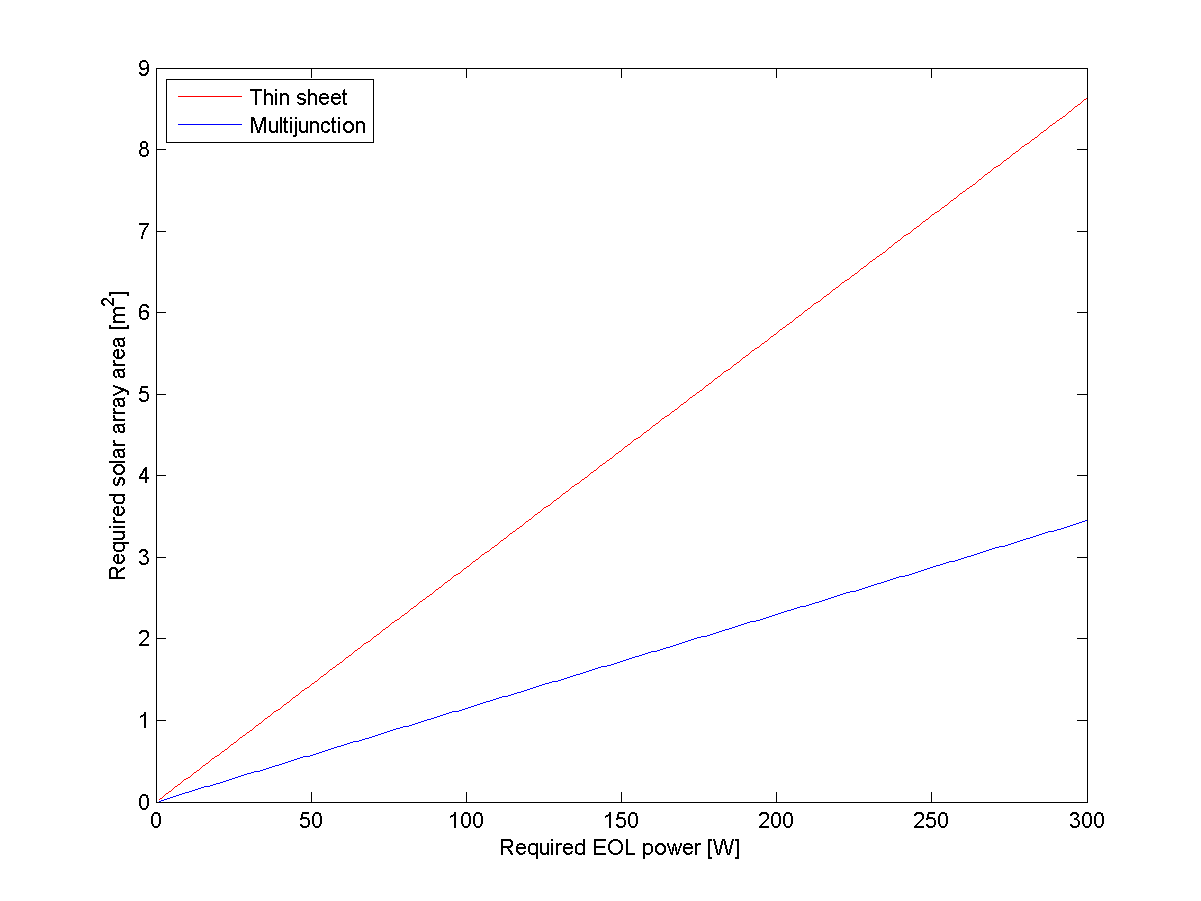 Thin sheet
Multijunction
9
8
7
6
5
4
3
2
1
0
Required solar array area [m²]
0 50 100 150 200 250 300
Required EOL power [W]